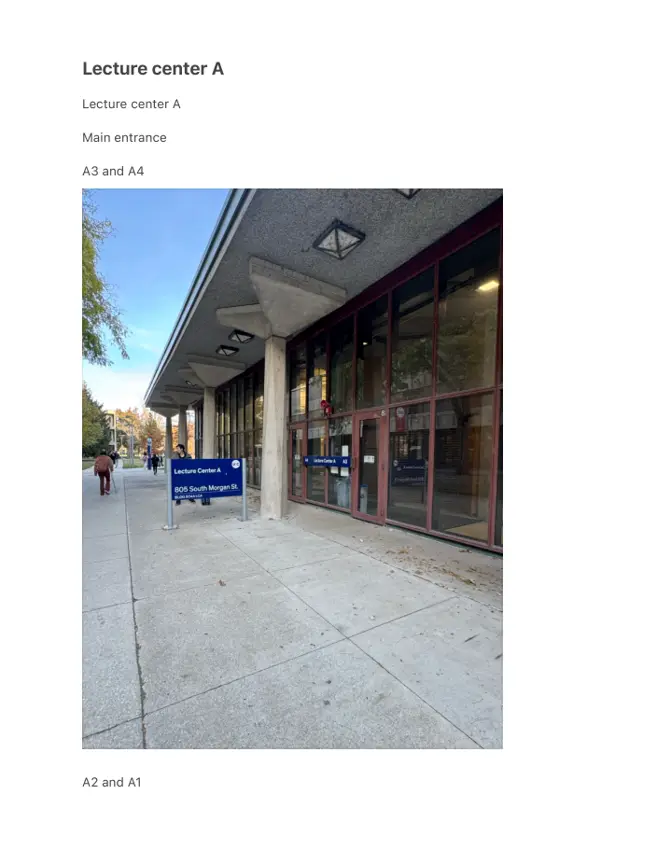 Lecture center A
Lecture center A
Main entrance
A3 and A4
Lecture Center A
805 South Morgan St.
Lecture Center A
A2 and A1